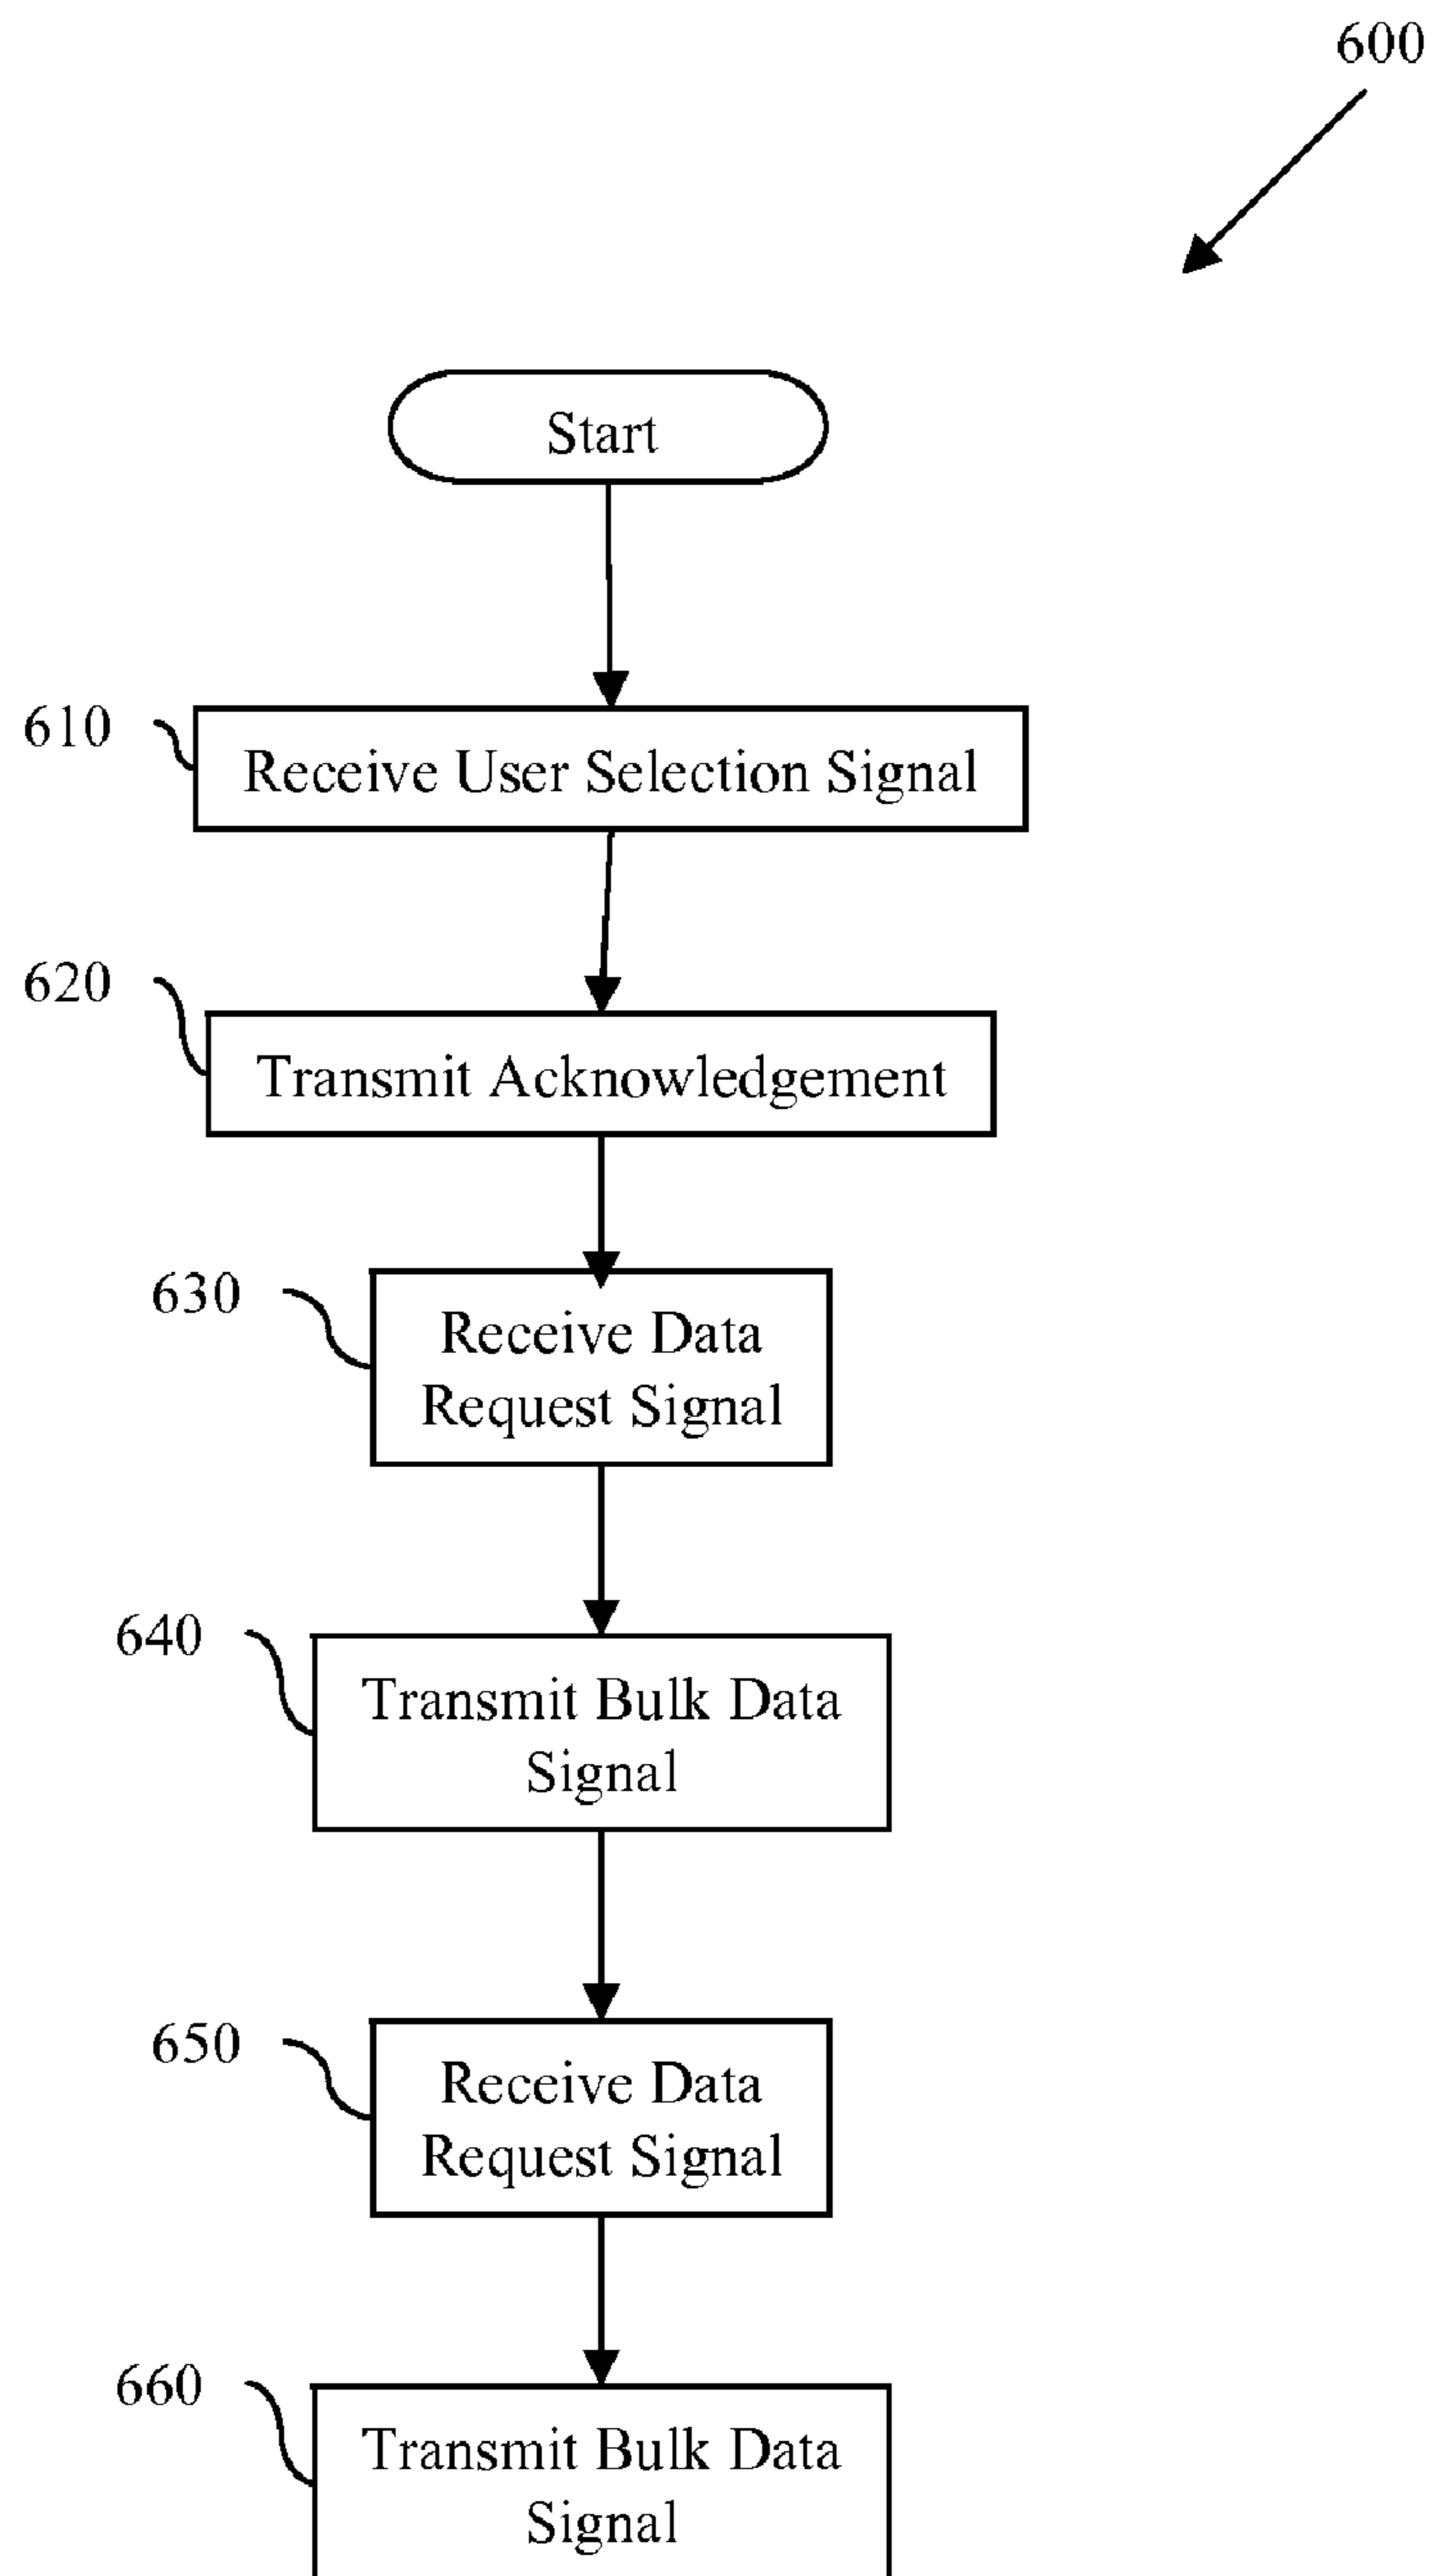 600
Start
610
Receive User Selection Signal
620
Transmit Acknowledgement
630
Receive Data
Request Signal
640
Transmit Bulk Data
Signal
650
Receive Data
Request Signal
660
Transmit Bulk Data
Signal